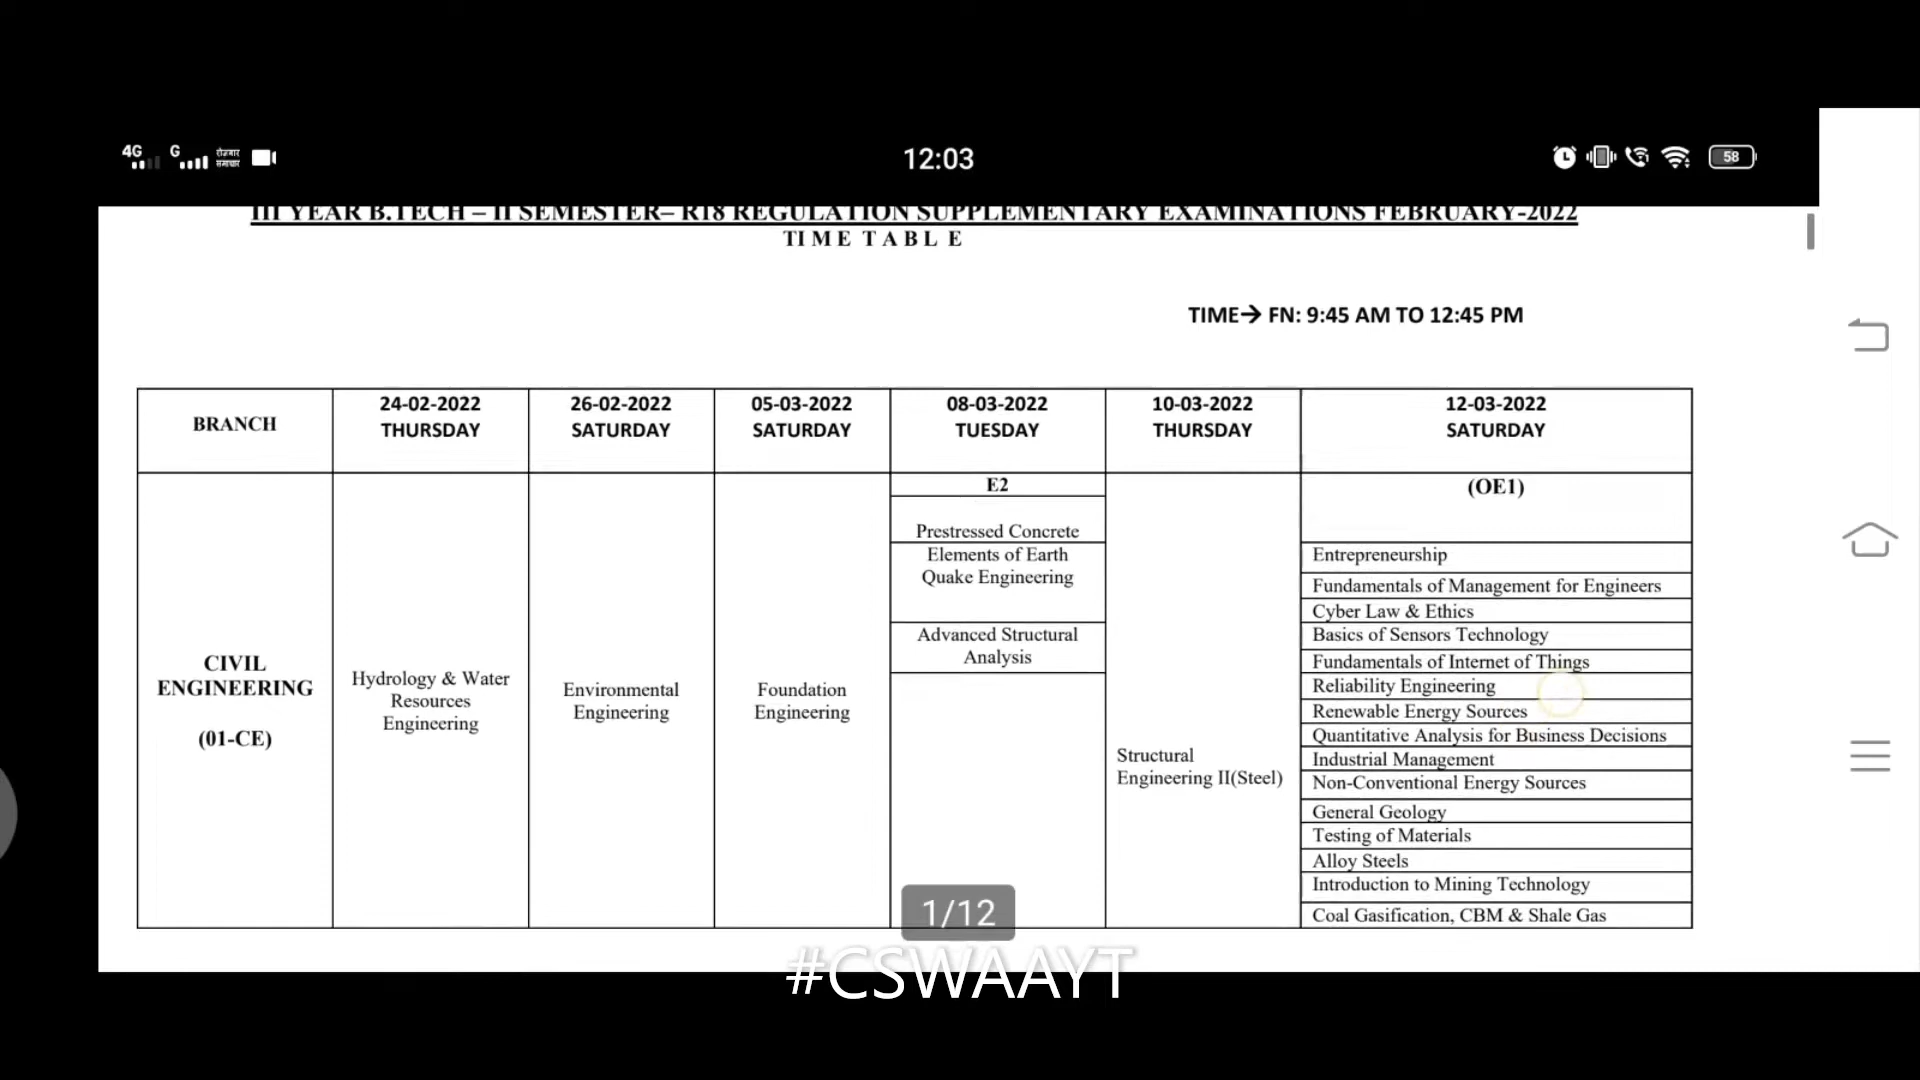 4G G रोजगार समाचार 12:03 58
III YEAR B.TECH – II SEMESTER– R18 REGULATION SUPPLEMENTARY EXAMINATIONS FEBRUARY-2022
TIME TABLE
TIME→ FN: 9:45 AM TO 12:45 PM
BRANCH
24-02-2022
THURSDAY
26-02-2022
SATURDAY
05-03-2022
SATURDAY
08-03-2022
TUESDAY
10-03-2022
THURSDAY
12-03-2022
SATURDAY
CIVIL
ENGINEERING
(01-CE)
Hydrology & Water
Resources
Engineering
Environmental
Engineering
Foundation
Engineering
E2
Prestressed Concrete
Elements of Earth
Quake Engineering
Advanced Structural
Analysis
Structural
Engineering II(Steel)
(OE1)
Entrepreneurship
Fundamentals of Management for Engineers
Cyber Law & Ethics
Basics of Sensors Technology
Fundamentals of Internet of Things
Reliability Engineering
Renewable Energy Sources
Quantitative Analysis for Business Decisions
Industrial Management
Non-Conventional Energy Sources
General Geology
Testing of Materials
Alloy Steels
Introduction to Mining Technology
Coal Gasification, CBM & Shale Gas
1/12
#CSWAAYT